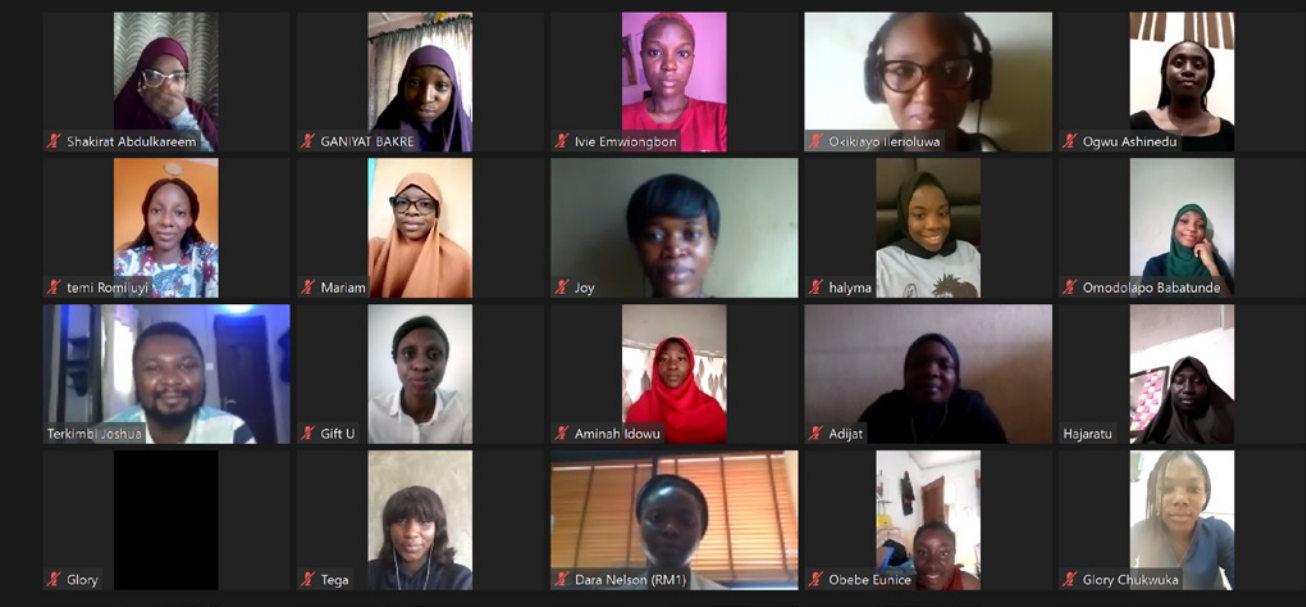 Shakirat Abdulkareem
GANIYAT BAKRE
Ivie Emwiongbon
Okikiayo Ilerioluwa
Ogwu Ashinedu
temi Romiluyi
Mariam
Joy
halyma
Omodolapo Babatunde
Terkimbi Joshua
Gift U
Aminah Idowu
Adijat
Hajaratu
Glory
Tega
Dara Nelson (RM1)
Obebe Eunice
Glory Chukwuka